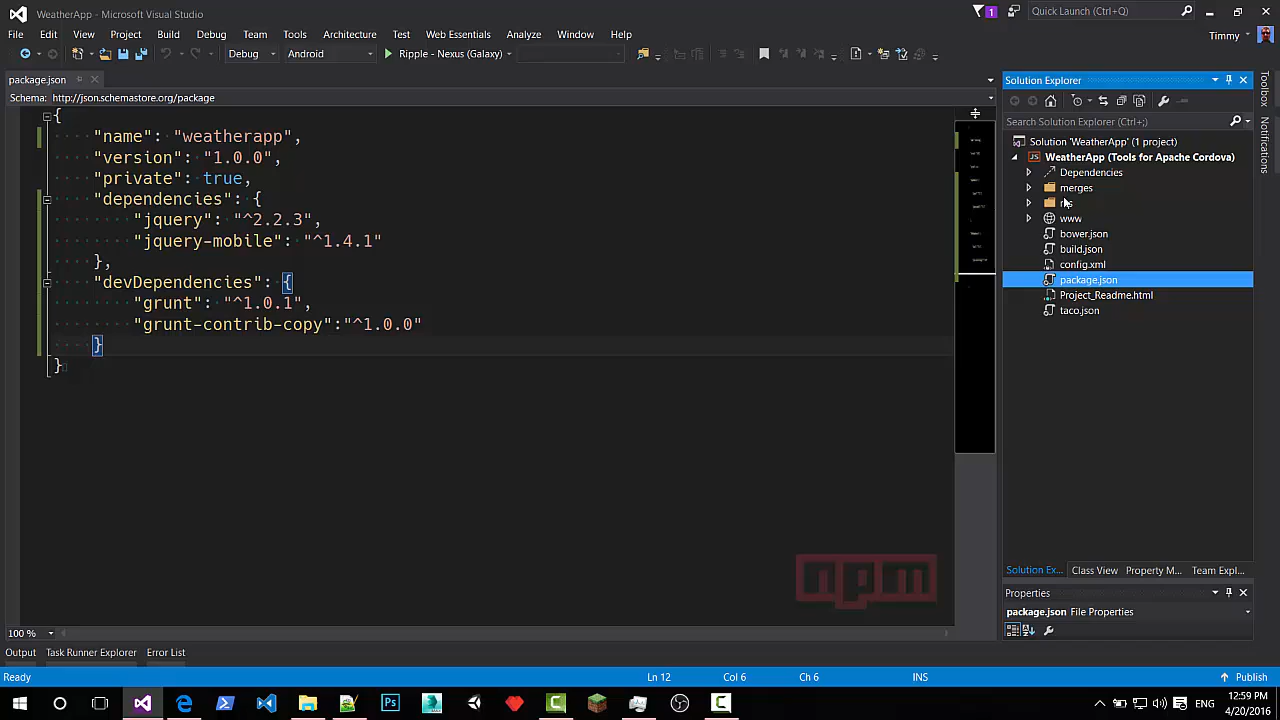 WeatherApp - Microsoft Visual Studio
1
Quick Launch (Ctrl+Q)
File Edit View Project Build Debug Team Tools Architecture Test Web Essentials Analyze Window Help
Timmy
Debug Android Ripple - Nexus (Galaxy)
package.json
Schema: http://json.schemastore.org/package
{
"name": "weatherapp",
"version": "1.0.0",
"private": true,
"dependencies": {
"jquery": "^2.2.3",
"jquery-mobile": "^1.4.1"
},
"devDependencies": {
"grunt": "^1.0.1",
"grunt-contrib-copy":"^1.0.0"
}
}
npm
100 %
Solution Explorer
Search Solution Explorer (Ctrl+;)
Solution 'WeatherApp' (1 project)
JS WeatherApp (Tools for Apache Cordova)
Dependencies
merges
www
bower.json
build.json
config.xml
package.json
Project_Readme.html
taco.json
Solution Ex... Class View Property M... Team Expl...
Properties
package.json File Properties
Toolbox
Notifications
Output Task Runner Explorer Error List
Ready Ln 12 Col 6 Ch 6 INS Publish
Ps
12:59 PM
4/20/2016